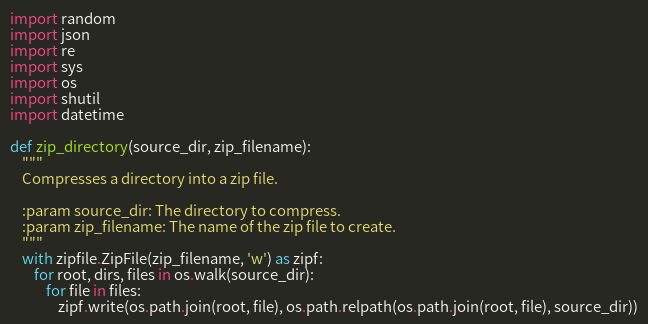 import random
import json
import re
import sys
import os
import shutil
import datetime

def zip_directory(source_dir, zip_filename):
    """
    Compresses a directory into a zip file.

    :param source_dir: The directory to compress.
    :param zip_filename: The name of the zip file to create.
    """
    with zipfile.ZipFile(zip_filename, 'w') as zipf:
        for root, dirs, files in os.walk(source_dir):
            for file in files:
                zipf.write(os.path.join(root, file), os.path.relpath(os.path.join(root, file), source_dir))